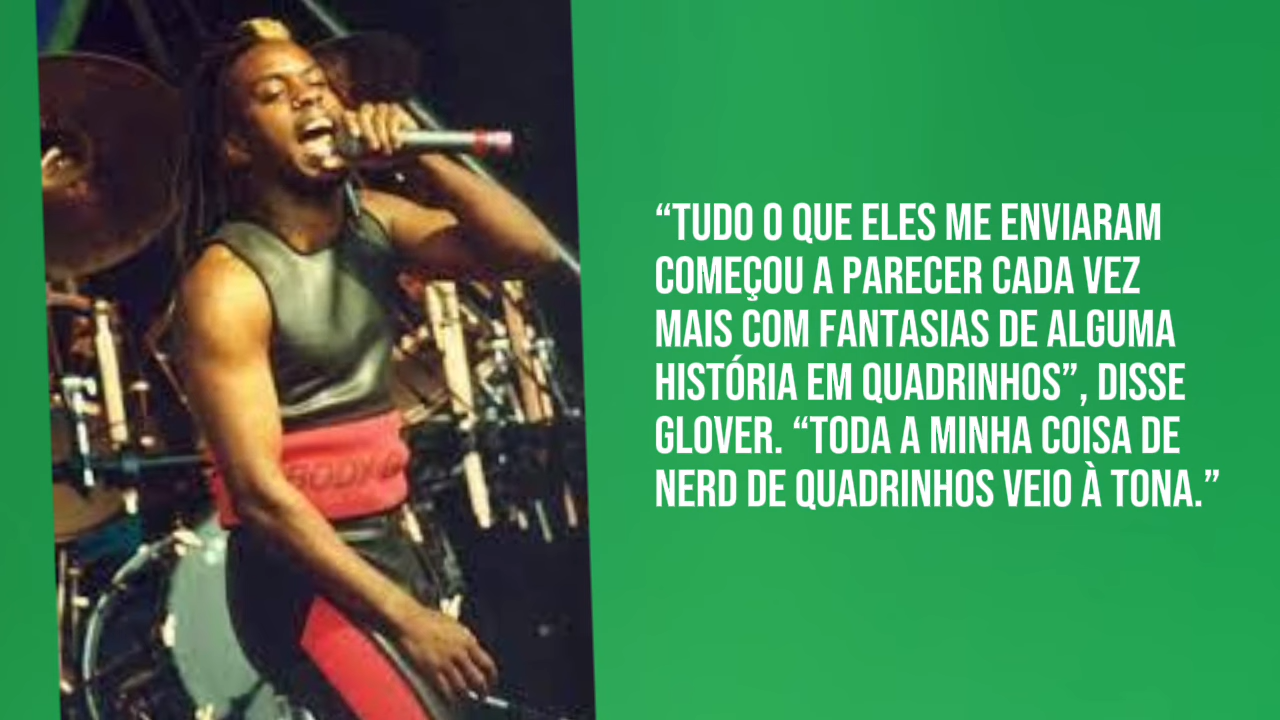 “TUDO O QUE ELES ME ENVIARAM
COMEÇOU A PARECER CADA VEZ
MAIS COM FANTASIAS DE ALGUMA
HISTÓRIA EM QUADRINHOS”, DISSE
GLOVER. “TODA A MINHA COISA DE
NERD DE QUADRINHOS VEIO À TONA.”
BODY